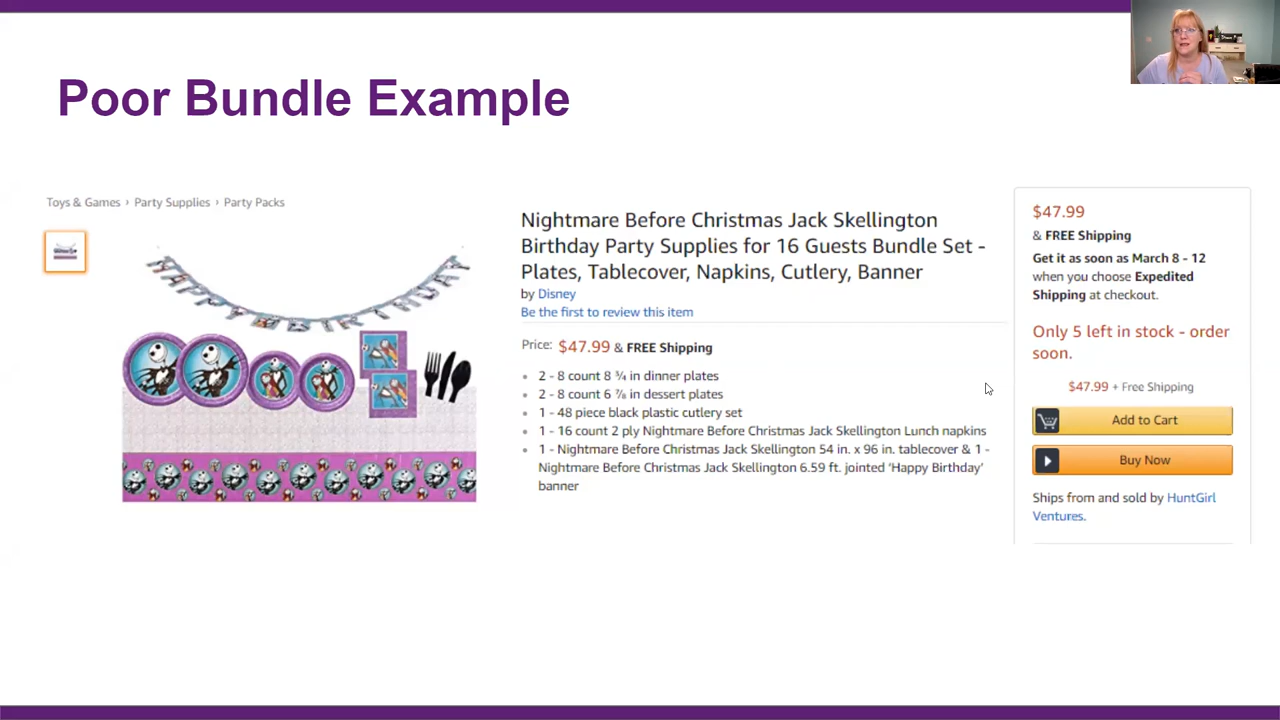 Poor Bundle Example
Toys & Games › Party Supplies › Party Packs
HAPPY BIRTHDAY
Nightmare Before Christmas Jack Skellington
Birthday Party Supplies for 16 Guests Bundle Set -
Plates, Tablecover, Napkins, Cutlery, Banner
by Disney
Be the first to review this item
Price: $47.99 & FREE Shipping
• 2 - 8 count 8 ¾ in dinner plates
• 2 - 8 count 6 ⅞ in dessert plates
• 1 - 48 piece black plastic cutlery set
• 1 - 16 count 2 ply Nightmare Before Christmas Jack Skellington Lunch napkins
• 1 - Nightmare Before Christmas Jack Skellington 54 in. x 96 in. tablecover & 1 -
Nightmare Before Christmas Jack Skellington 6.59 ft. jointed ‘Happy Birthday’
banner
$47.99
& FREE Shipping
Get it as soon as March 8 - 12
when you choose Expedited
Shipping at checkout.
Only 5 left in stock - order
soon.
$47.99 + Free Shipping
Add to Cart
Buy Now
Ships from and sold by HuntGirl
Ventures.